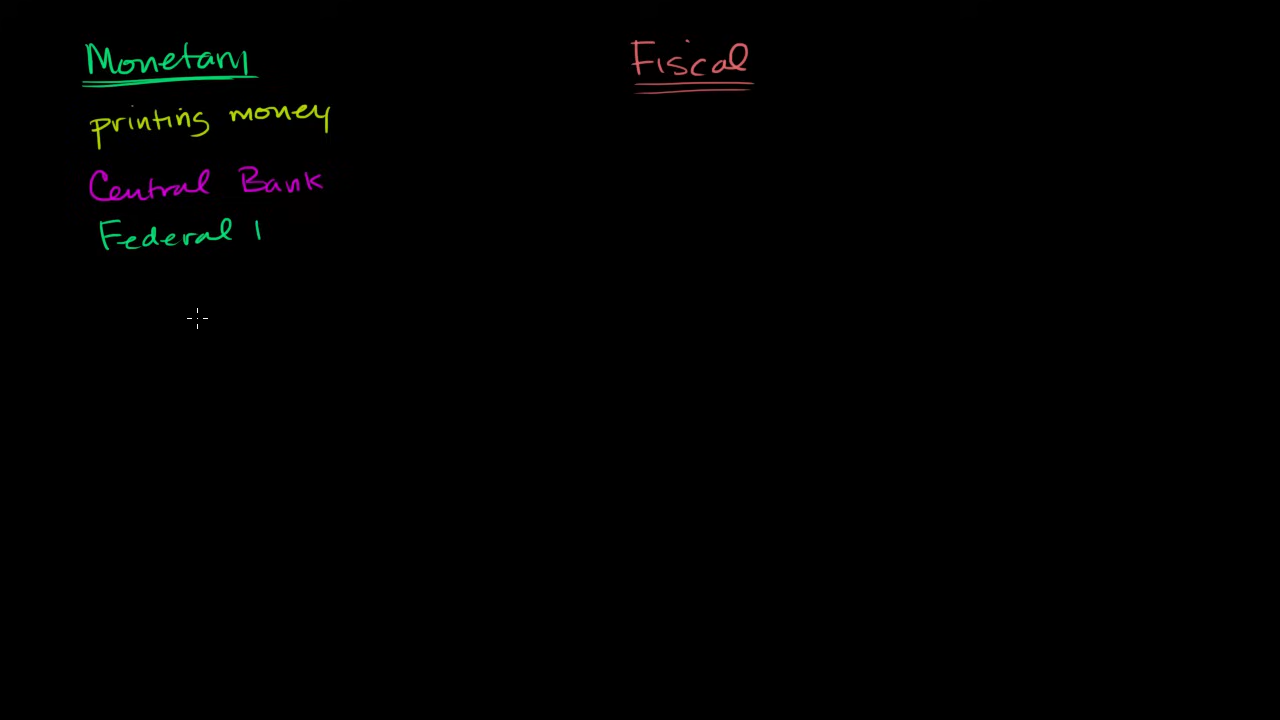 Monetary
Fiscal
printing money
Central Bank
Federal